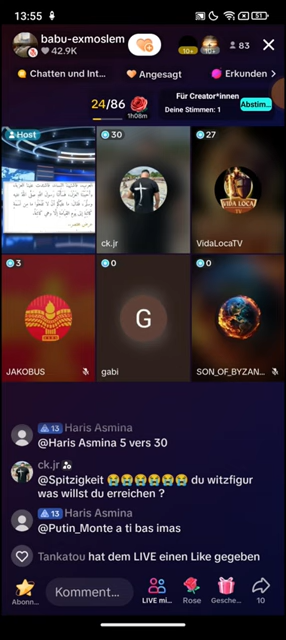 13:55
51
babu-exmoslem
42.9K
10+
10+
83
Chatten und Int...
Angesagt
Erkunden
24/86
1h08m
Für Creator*innen
Deine Stimmen: 1
Abstim...
Host
30
27
VIDA LOCA
ck.jr
VidaLocaTV
3
0
0
G
JAKOBUS
gabi
SON_OF_BYZAN...
13 Haris Asmina
@Haris Asmina 5 vers 30
ck.jr
@Spitzigkeit 😭😭😭😭😭😭 du witzfigur
was willst du erreichen ?
13 Haris Asmina
@Putin_Monte a ti bas imas
Tankatou hat dem LIVE einen Like gegeben
Abonn...
Komment...
LIVE mi...
Rose
Gesche...
10